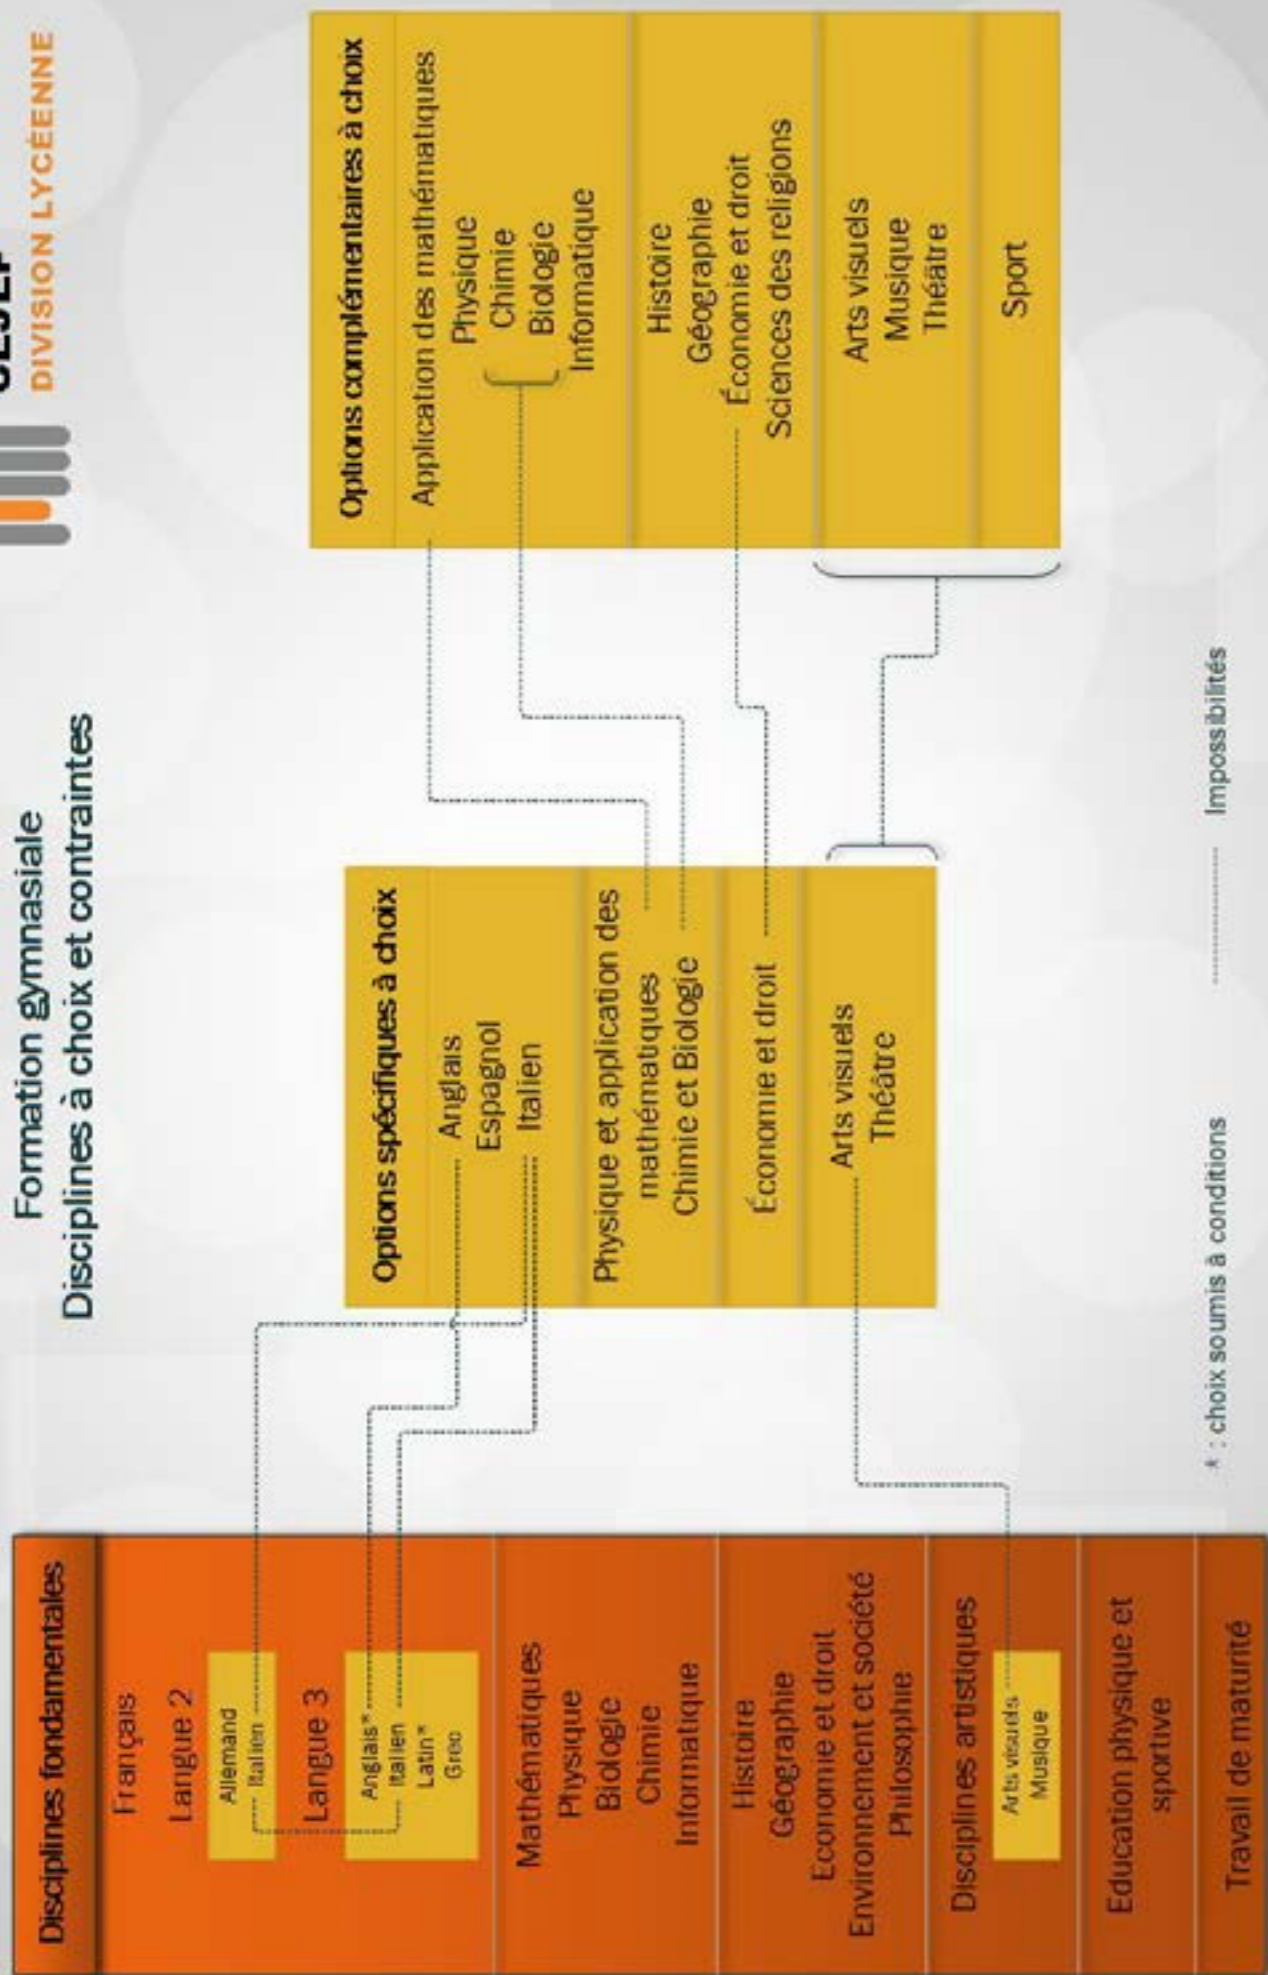 Formation gymnasiale
Disciplines à choix et contraintes
DIVISION LYCÉENNE
Disciplines fondamentales
Français
Langue 2
Allemand
Italien
Langue 3
Anglais*
Italien
Latin*
Grec
Mathématiques
Physique
Biologie
Chimie
Informatique
Histoire
Géographie
Economie et droit
Environnement et société
Philosophie
Disciplines artistiques
Arts visuels
Musique
Education physique et
sportive
Travail de maturité
Options spécifiques à choix
Anglais
Espagnol
Italien
Physique et application des
mathématiques
Chimie et Biologie
Économie et droit
Arts visuels
Théâtre
Options complémentaires à choix
Application des mathématiques
Physique
Chimie
Biologie
Informatique
Histoire
Géographie
Économie et droit
Sciences des religions
Arts visuels
Musique
Théâtre
Sport
* : choix soumis à conditions
Impossibilités